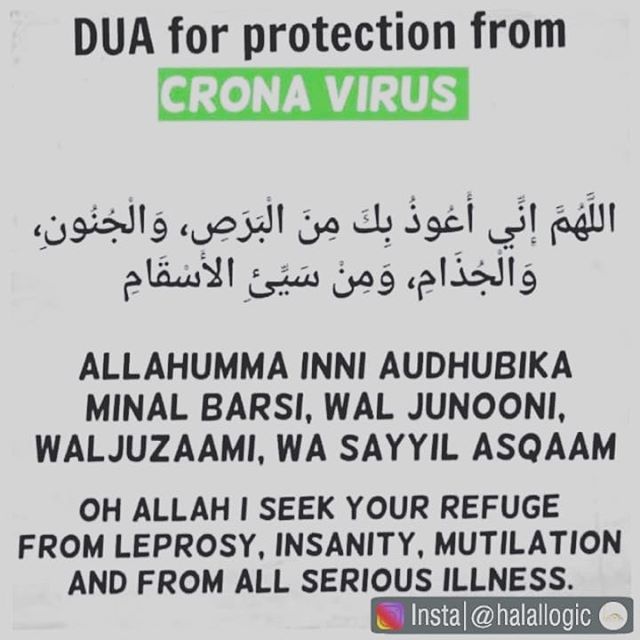 DUA for protection from
CRONA VIRUS
اللَّهُمَّ إِنِّي أَعُوذُ بِكَ مِنَ الْبَرَصِ، وَالْجُنُونِ،
وَالْجُذَامِ، وَمِنْ سَيِّئِ الأَسْقَامِ
ALLAHUMMA INNI AUDHUBIKA
MINAL BARSI, WAL JUNOONI,
WALJUZAAMI, WA SAYYIL ASQAAM
OH ALLAH I SEEK YOUR REFUGE
FROM LEPROSY, INSANITY, MUTILATION
AND FROM ALL SERIOUS ILLNESS.
Insta|@halallogic